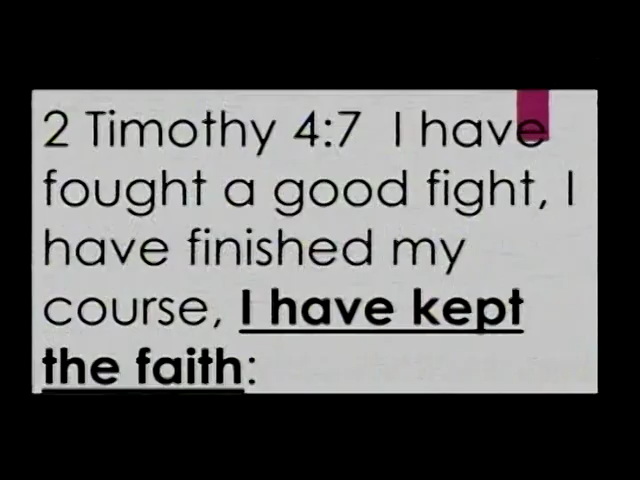 2 Timothy 4:7  I have
fought a good fight, I
have finished my
course, I have kept
the faith: